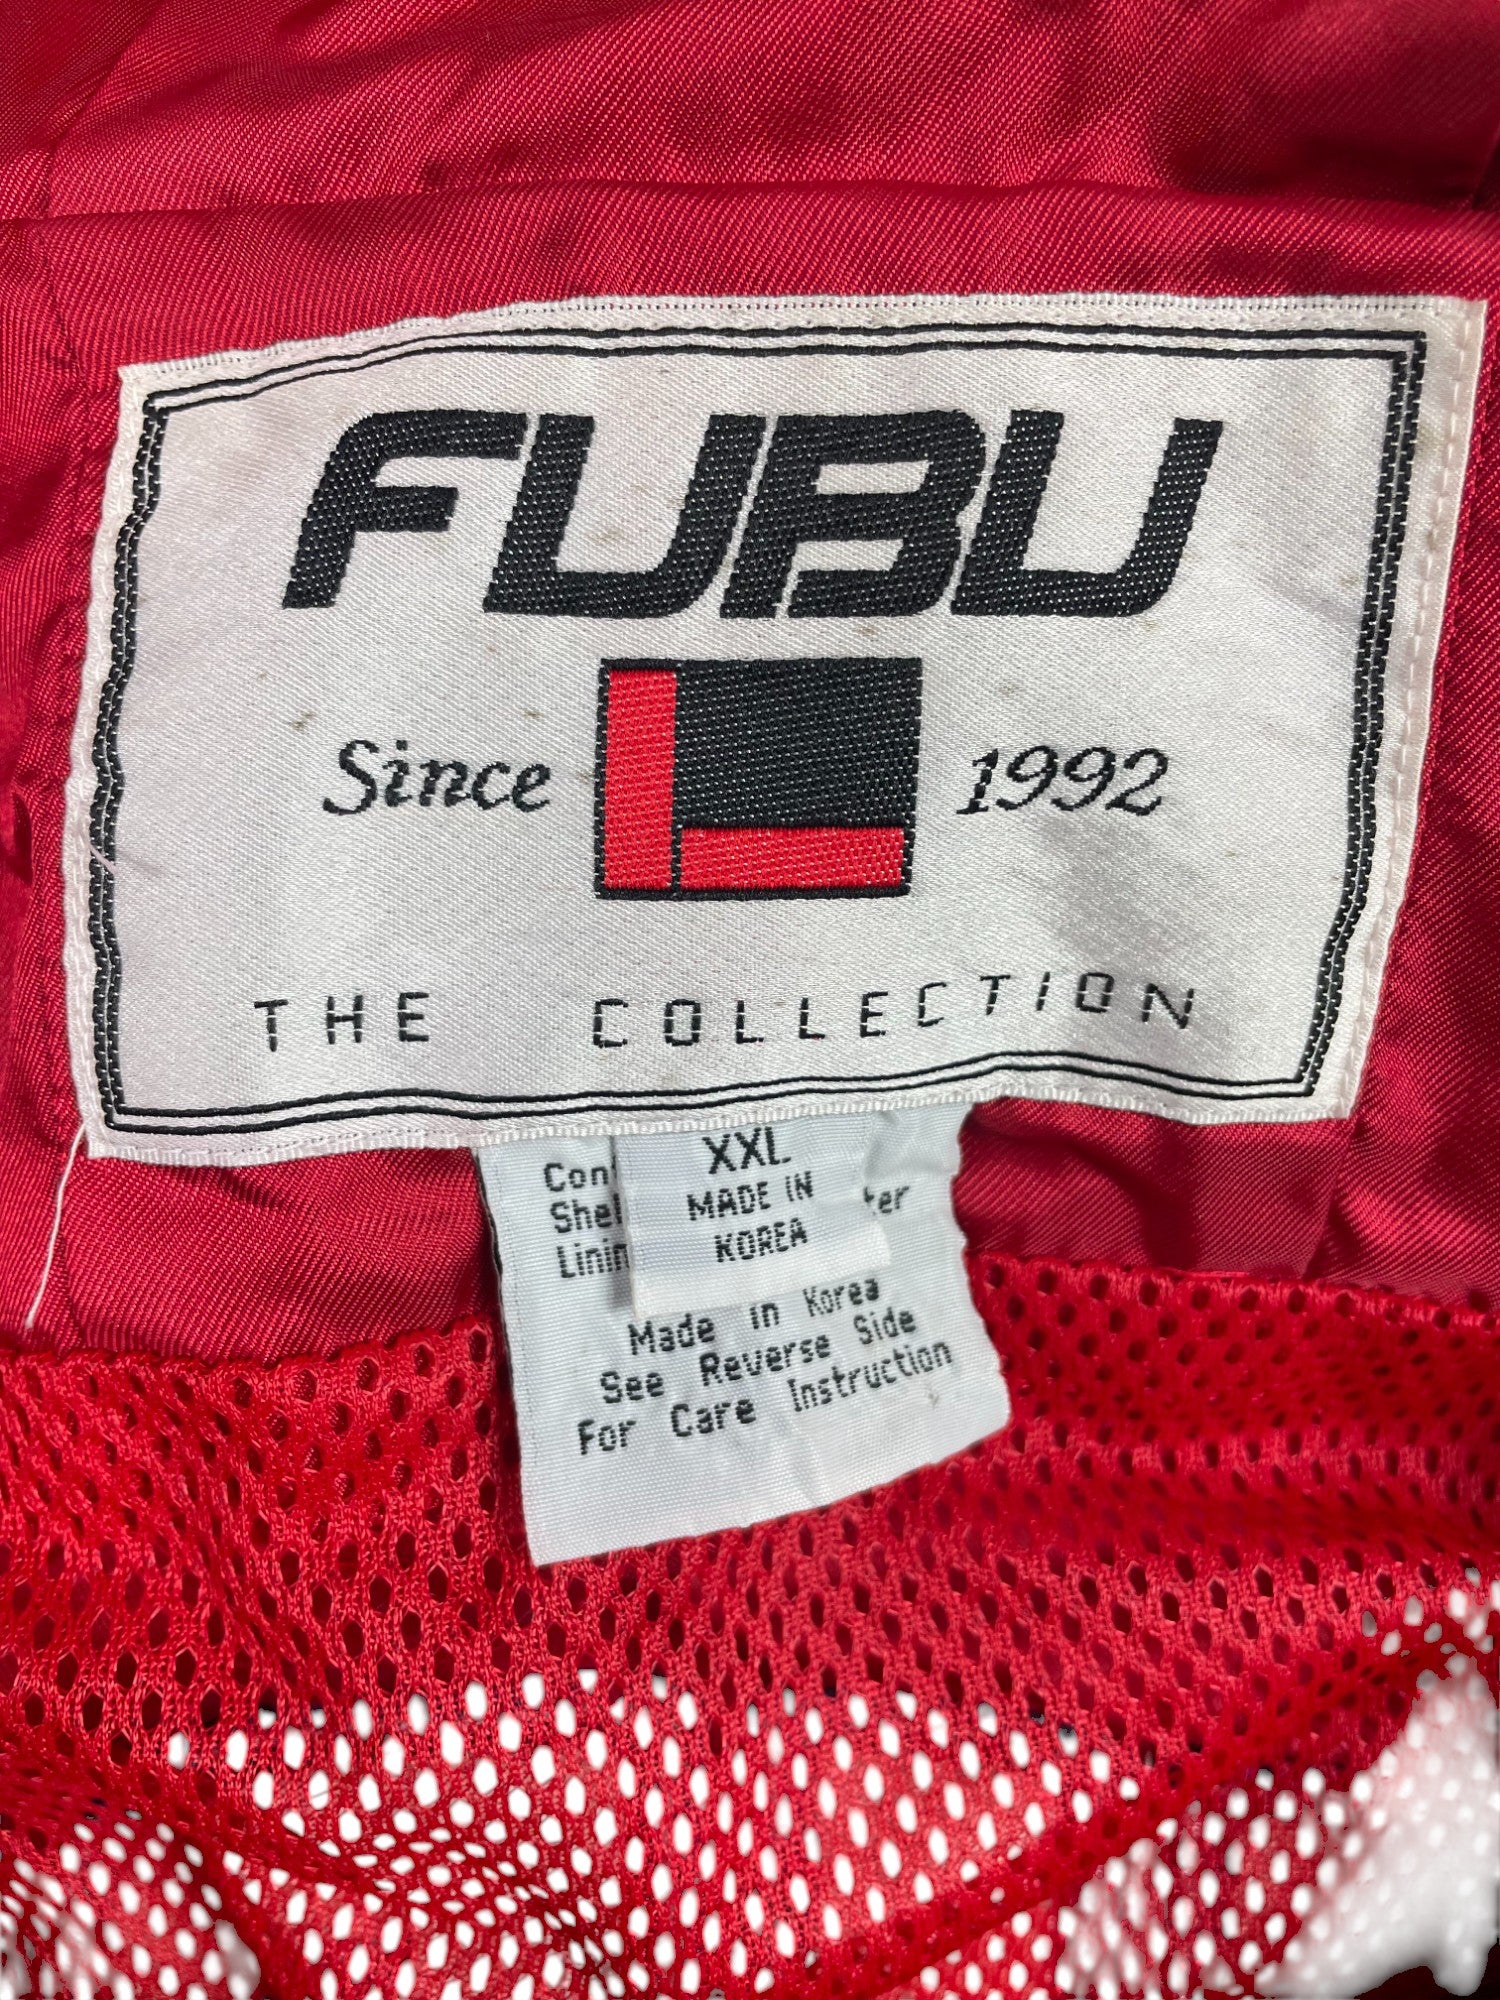 FUBU
Since 1992
THE COLLECTION
XXL
MADE IN
KOREA
Made in Korea
See Reverse Side
For Care Instruction